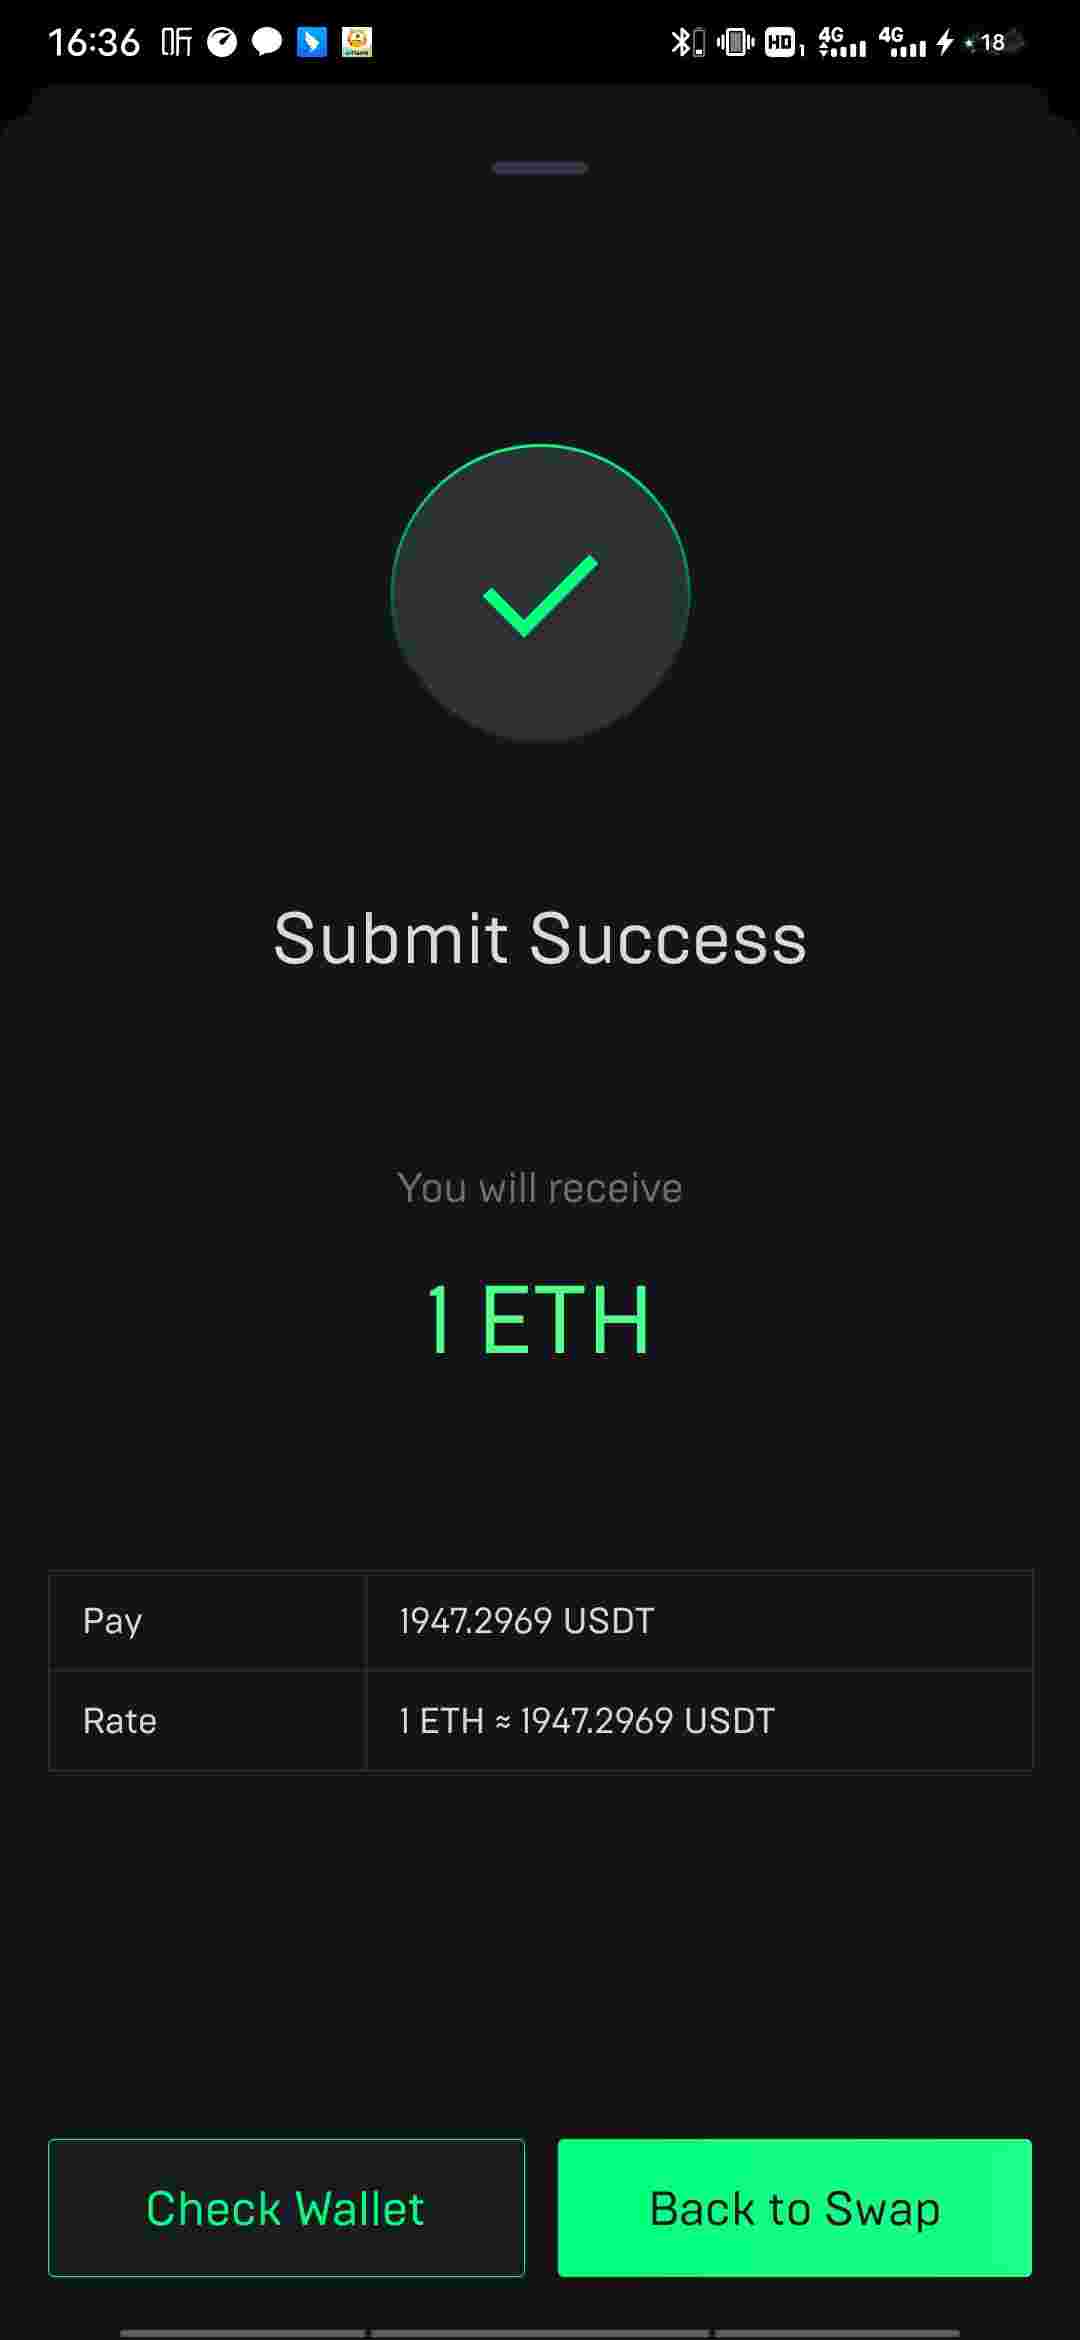 16:36
HD 1 4G 4G 18
Submit Success
You will receive
1 ETH
Pay 1947.2969 USDT
Rate 1 ETH ≈ 1947.2969 USDT
Check Wallet Back to Swap